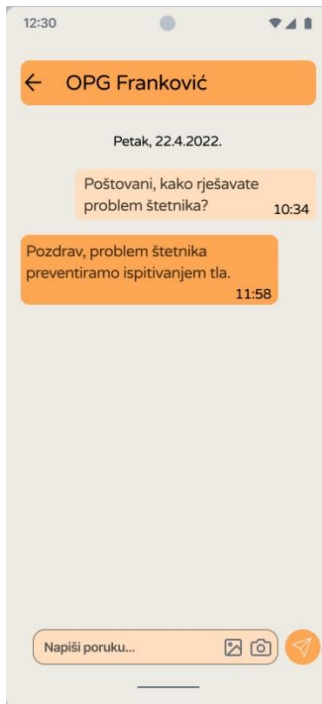 12:30
OPG Franković
Petak, 22.4.2022.
Poštovani, kako rješavate
problem štetnika?
10:34
Pozdrav, problem štetnika
preventiramo ispitivanjem tla.
11:58
Napiši poruku...